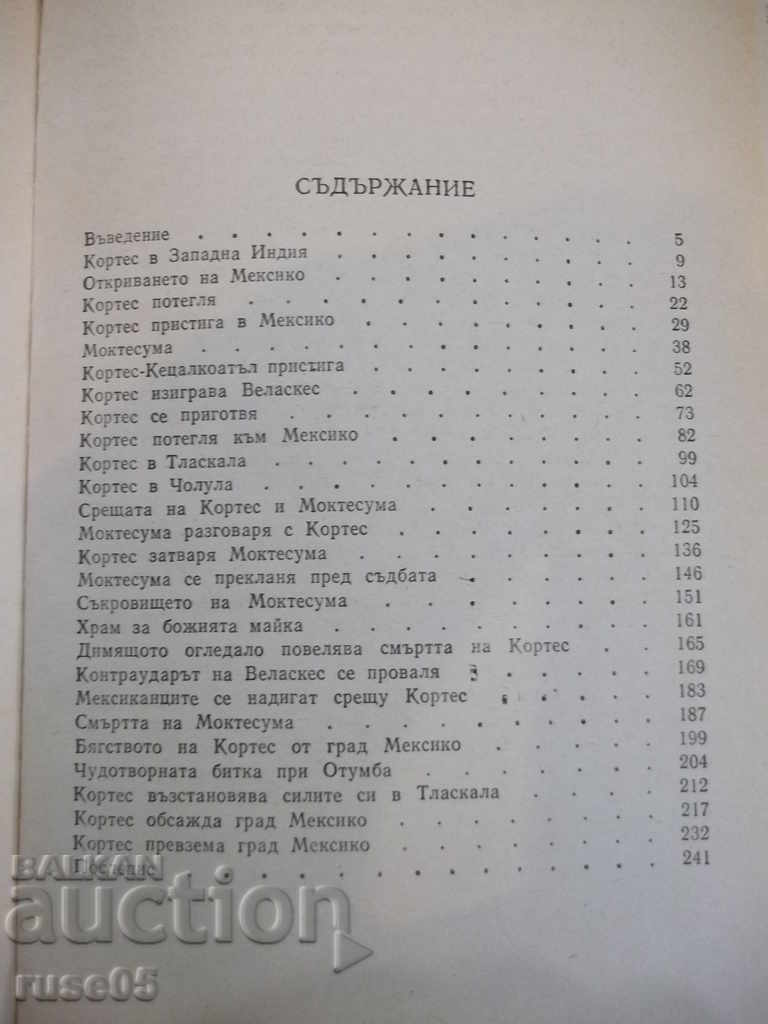 СЪДЪРЖАНИЕ
Въведение . . . . . . . . . . . . . . 5
Кортес в Западна Индия . . . . . . . . . 9
Откриването на Мексико . . . . . . . . . 13
Кортес потегля . . . . . . . . . . . . 22
Кортес пристига в Мексико . . . . . . . . 29
Моктесума . . . . . . . . . . . . . 38
Кортес-Кецалкоатъл пристига . . . . . . . . 52
Кортес изиграва Веласкес . . . . . . . . 62
Кортес се приготвя . . . . . . . . . . 73
Кортес потегля към Мексико . . . . . . . . 82
Кортес в Тласкала . . . . . . . . . . . 99
Кортес в Чолула . . . . . . . . . . . 104
Срещата на Кортес и Моктесума . . . . . . . 110
Моктесума разговаря с Кортес . . . . . . . 125
Кортес затваря Моктесума . . . . . . . . 136
Моктесума се прекланя пред съдбата . . . . . . 146
Съкровището на Моктесума . . . . . . . . 151
Храм за божията майка . . . . . . . . . 161
Димящото огледало повелява смъртта на Кортес . . 165
Контраударът на Веласкес се проваля . . . . . 169
Мексиканците се надигат срещу Кортес . . . . . 183
Смъртта на Моктесума . . . . . . . . . 187
Бягството на Кортес от град Мексико . . . . . 199
Чудотворната битка при Отумба . . . . . . . 204
Кортес възстановява силите си в Тласкала . . . . 212
Кортес обсажда град Мексико . . . . . . . 217
Кортес превзема град Мексико . . . . . . . 232
Послепис . . . . . . . . . . . . . 241
BALKAN
auction
ruse05